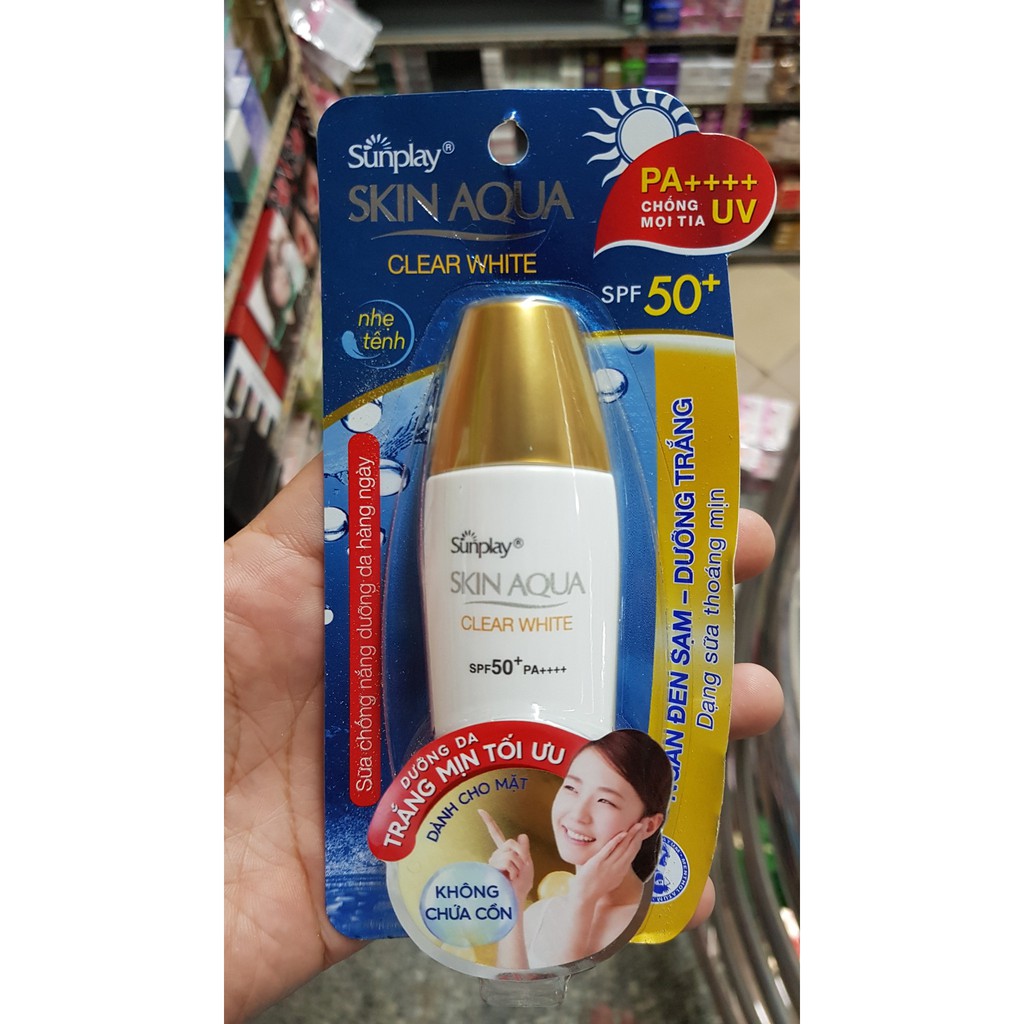 Sunplay®
SKIN AQUA
CLEAR WHITE
PA++++
CHỐNG
MỌI TIA UV
SPF 50+
nhẹ
tênh
Sữa chống nắng dưỡng da hàng ngày
NGĂN ĐEN SẠM – DƯỠNG TRẮNG
Dạng sữa thoáng mịn
Sunplay®
SKIN AQUA
CLEAR WHITE
SPF50+ PA++++
DƯỠNG DA
TRẮNG MỊN TỐI ƯU
DÀNH CHO MẶT
KHÔNG
CHỨA CỒN